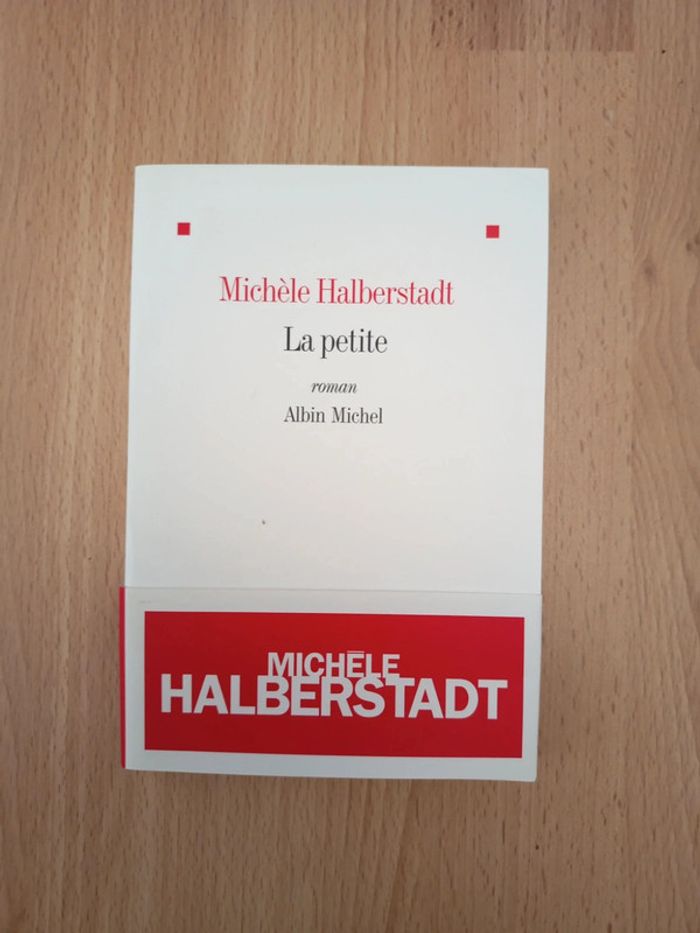 Michèle Halberstadt
La petite
roman
Albin Michel
MICHÈLE
HALBERSTADT